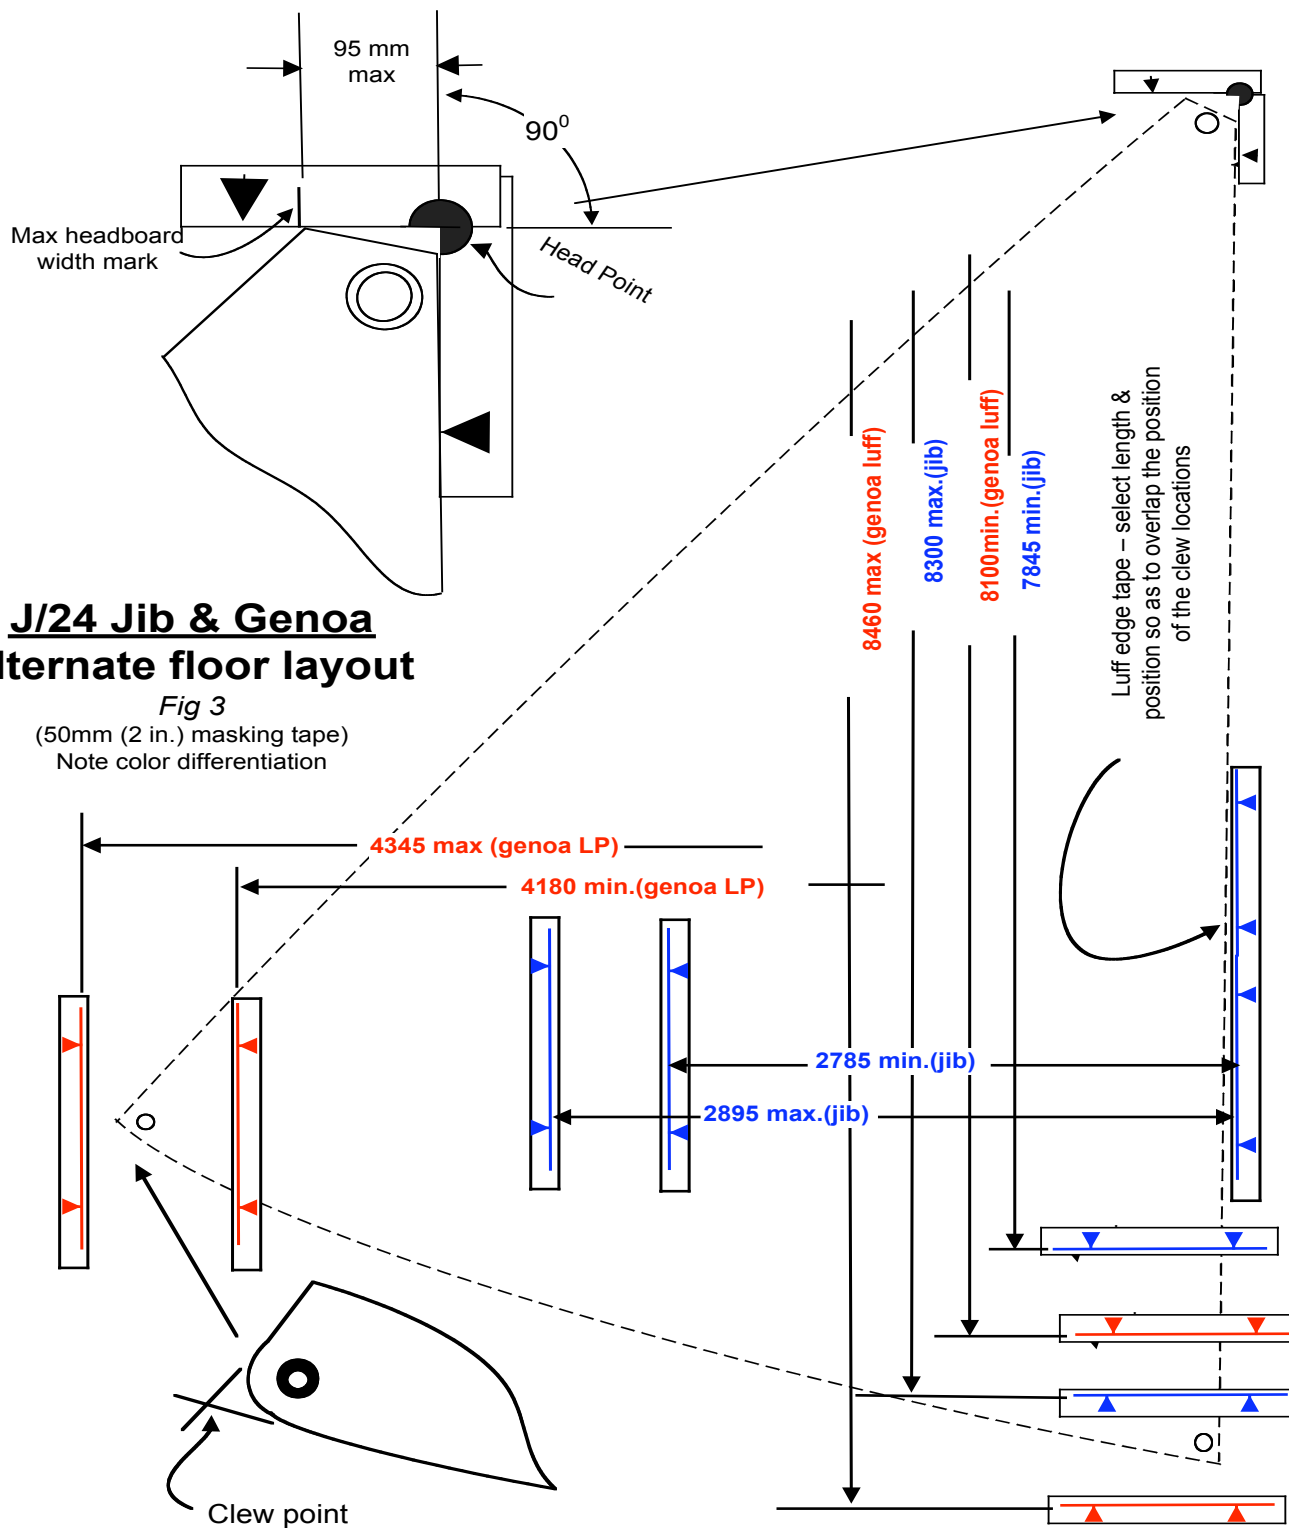 95 mm
max
90⁰
Max headboard
width mark
Head Point
J/24 Jib & Genoa
lternate floor layout
Fig 3
(50mm (2 in.) masking tape)
Note color differentiation
8460 max (genoa luff)
8300 max.(jib)
8100min.(genoa luff)
7845 min.(jib)
Luff edge tape – select length &
position so as to overlap the position
of the clew locations
4345 max (genoa LP)
4180 min.(genoa LP)
2785 min.(jib)
2895 max.(jib)
Clew point